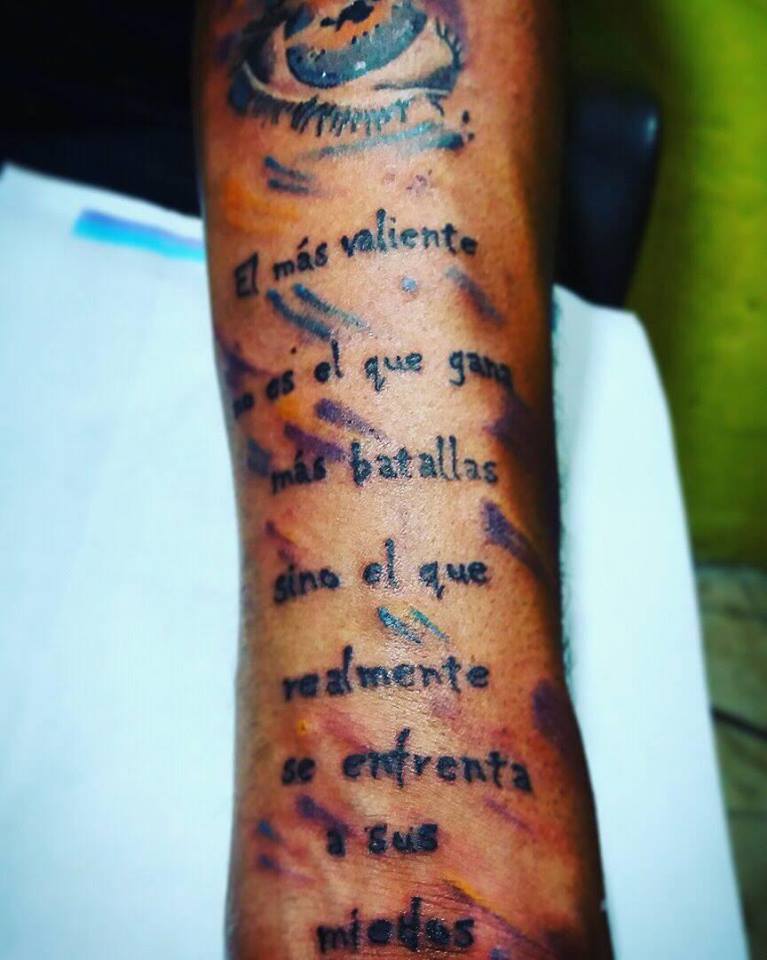 El más valiente
no es el que gana
más batallas
sino el que
realmente
se enfrenta
a sus
miedos